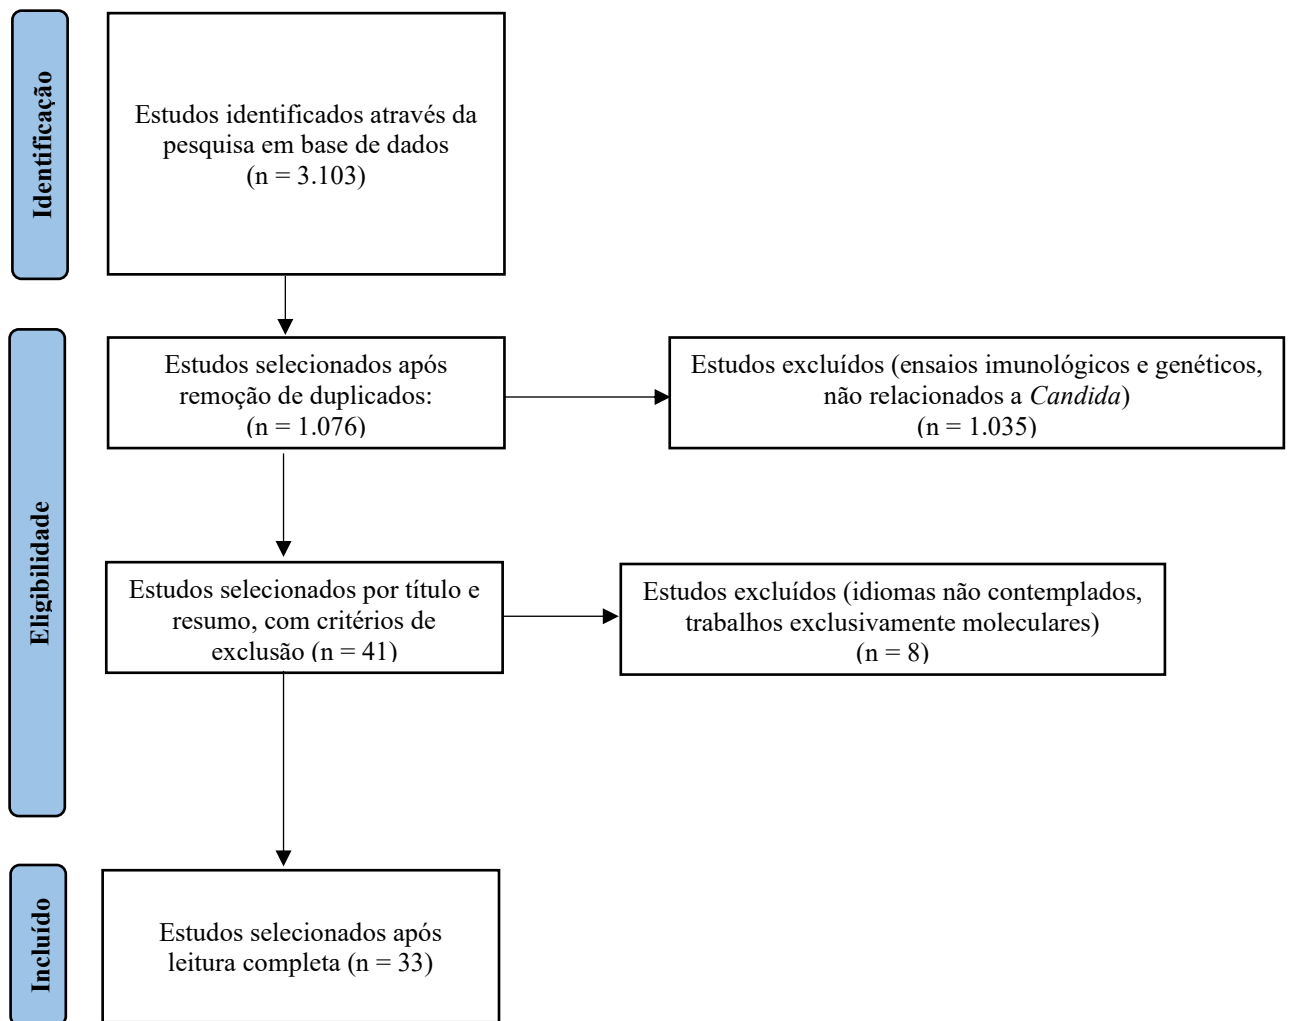 Identificação
Estudos identificados através da
pesquisa em base de dados
(n = 3.103)
Eligibilidade
Estudos selecionados após
remoção de duplicados:
(n = 1.076)
Estudos excluídos (ensaios imunológicos e genéticos,
não relacionados a Candida)
(n = 1.035)
Estudos selecionados por título e
resumo, com critérios de
exclusão (n = 41)
Estudos excluídos (idiomas não contemplados,
trabalhos exclusivamente moleculares)
(n = 8)
Incluído
Estudos selecionados após
leitura completa (n = 33)